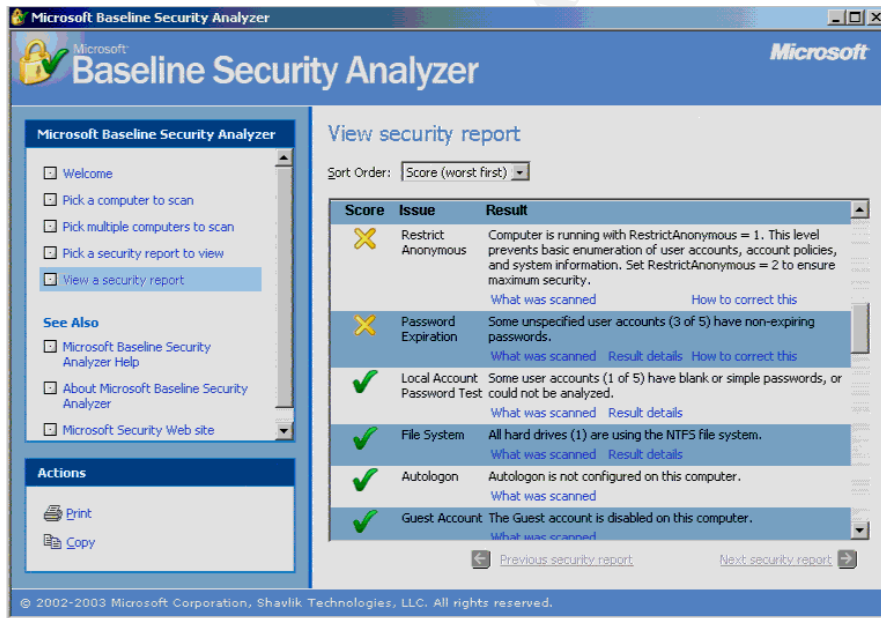 Microsoft Baseline Security Analyzer
Microsoft
Baseline Security Analyzer
Microsoft
Microsoft Baseline Security Analyzer
Welcome
Pick a computer to scan
Pick multiple computers to scan
Pick a security report to view
View a security report
See Also
Microsoft Baseline Security
Analyzer Help
About Microsoft Baseline Security
Analyzer
Microsoft Security Web site
Actions
Print
Copy
View security report
Sort Order: Score (worst first)
Score Issue Result
Restrict
Anonymous
Computer is running with RestrictAnonymous = 1. This level
prevents basic enumeration of user accounts, account policies,
and system information. Set RestrictAnonymous = 2 to ensure
maximum security.
What was scanned How to correct this
Password
Expiration
Some unspecified user accounts (3 of 5) have non-expiring
passwords.
What was scanned Result details How to correct this
Local Account
Password Test
Some user accounts (1 of 5) have blank or simple passwords, or
could not be analyzed.
What was scanned Result details
File System
All hard drives (1) are using the NTFS file system.
What was scanned Result details
Autologon
Autologon is not configured on this computer.
What was scanned
Guest Account
The Guest account is disabled on this computer.
What was scanned
Previous security report Next security report
© 2002-2003 Microsoft Corporation, Shavlik Technologies, LLC. All rights reserved.